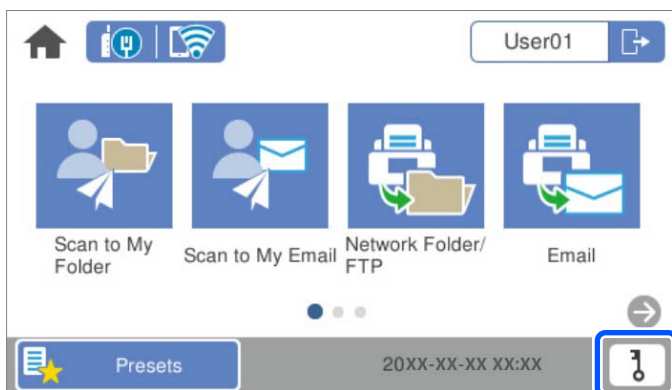 User01
Scan to My
Folder
Scan to My Email
Network Folder/
FTP
Email
Presets
20XX-XX-XX XX:XX